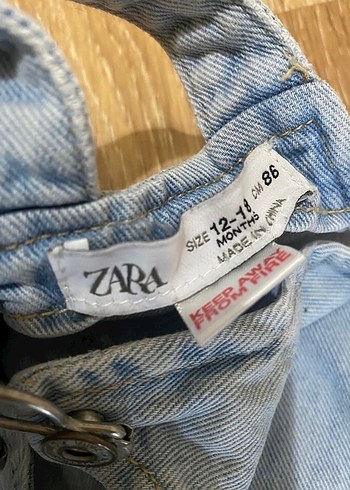 ZARA
SIZE 12-18 CM 86
MONTHS
MADE IN CHINA
KEEP AWAY
FROM FIRE